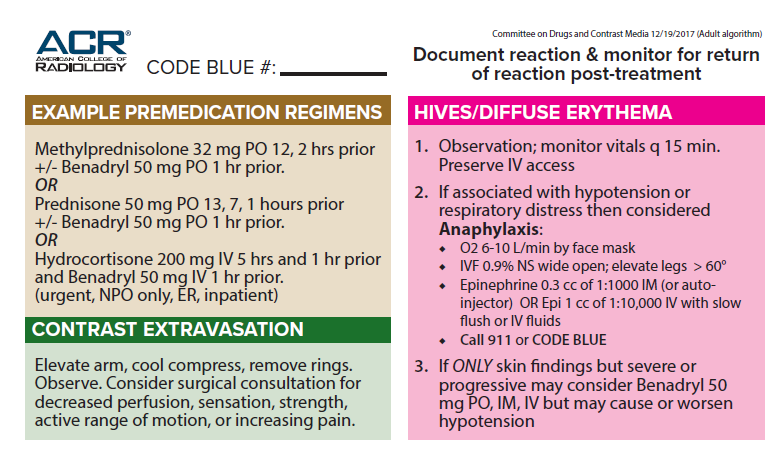 ACR®
AMERICAN COLLEGE OF
RADIOLOGY
CODE BLUE #:
Committee on Drugs and Contrast Media 12/19/2017 (Adult algorithm)
Document reaction & monitor for return
of reaction post-treatment
EXAMPLE PREMEDICATION REGIMENS
Methylprednisolone 32 mg PO 12, 2 hrs prior
+/- Benadryl 50 mg PO 1 hr prior.
OR
Prednisone 50 mg PO 13, 7, 1 hours prior
+/- Benadryl 50 mg PO 1 hr prior.
OR
Hydrocortisone 200 mg IV 5 hrs and 1 hr prior
and Benadryl 50 mg IV 1 hr prior.
(urgent, NPO only, ER, inpatient)
CONTRAST EXTRAVASATION
Elevate arm, cool compress, remove rings.
Observe. Consider surgical consultation for
decreased perfusion, sensation, strength,
active range of motion, or increasing pain.
HIVES/DIFFUSE ERYTHEMA
1. Observation; monitor vitals q 15 min.
Preserve IV access
2. If associated with hypotension or
respiratory distress then considered
Anaphylaxis:
◆ O2 6-10 L/min by face mask
◆ IVF 0.9% NS wide open; elevate legs > 60°
◆ Epinephrine 0.3 cc of 1:1000 IM (or auto-
injector) OR Epi 1 cc of 1:10,000 IV with slow
flush or IV fluids
◆ Call 911 or CODE BLUE
3. If ONLY skin findings but severe or
progressive may consider Benadryl 50
mg PO, IM, IV but may cause or worsen
hypotension